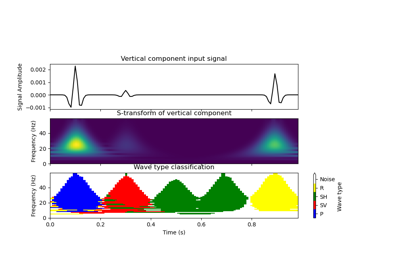 Vertical component input signal
0.002
0.001
0.000
−0.001
Signal Amplitude
S-transform of vertical component
40
20
0
Frequency (Hz)
Wave type classification
40
20
0
Frequency (Hz)
0.0 0.2 0.4 0.6 0.8
Time (s)
Noise
R
SH
SV
P
Wave type